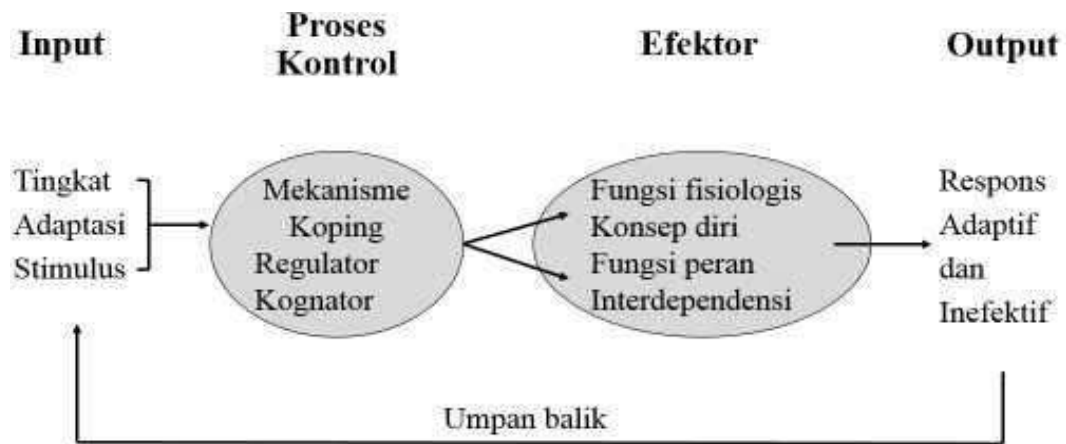 Input
Proses
Kontrol
Efektor
Output
Tingkat
Adaptasi
Stimulus
Mekanisme
Koping
Regulator
Kognator
Fungsi fisiologis
Konsep diri
Fungsi peran
Interdependensi
Respons
Adaptif
dan
Inefektif
Umpan balik